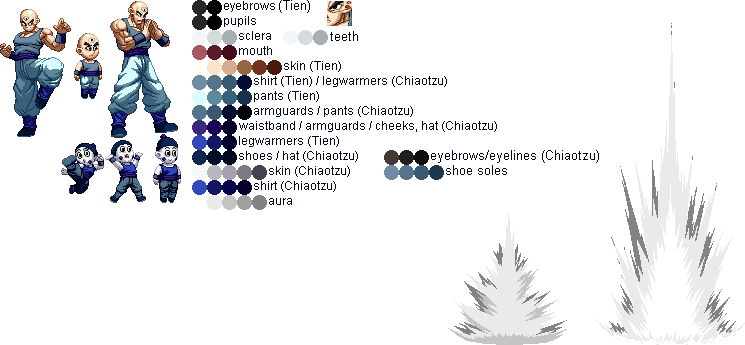 eyebrows (Tien)
pupils
sclera teeth
mouth
skin (Tien)
shirt (Tien) / legwarmers (Chiaotzu)
pants (Tien)
armguards / pants (Chiaotzu)
waistband / armguards / cheeks, hat (Chiaotzu)
legwarmers (Tien)
shoes / hat (Chiaotzu) eyebrows/eyelines (Chiaotzu)
skin (Chiaotzu) shoe soles
shirt (Chiaotzu)
aura